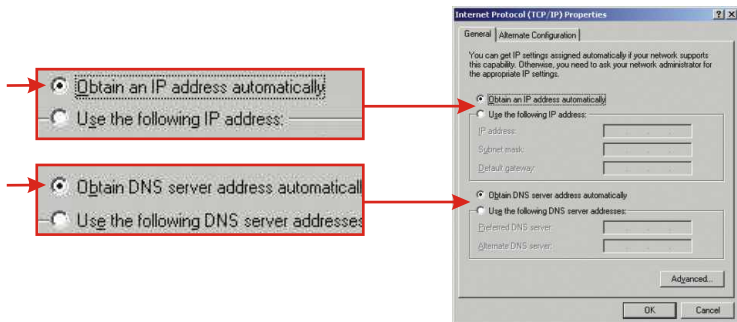 Obtain an IP address automatically
Use the following IP address:
Obtain DNS server address automaticall
Use the following DNS server addresses
Internet Protocol (TCP/IP) Properties
General
Alternate Configuration
You can get IP settings assigned automatically if your network supports
this capability. Otherwise, you need to ask your network administrator for
the appropriate IP settings.
Obtain an IP address automatically
Use the following IP address:
IP address:
Subnet mask:
Default gateway:
Obtain DNS server address automatically
Use the following DNS server addresses:
Preferred DNS server:
Alternate DNS server:
Advanced...
OK
Cancel